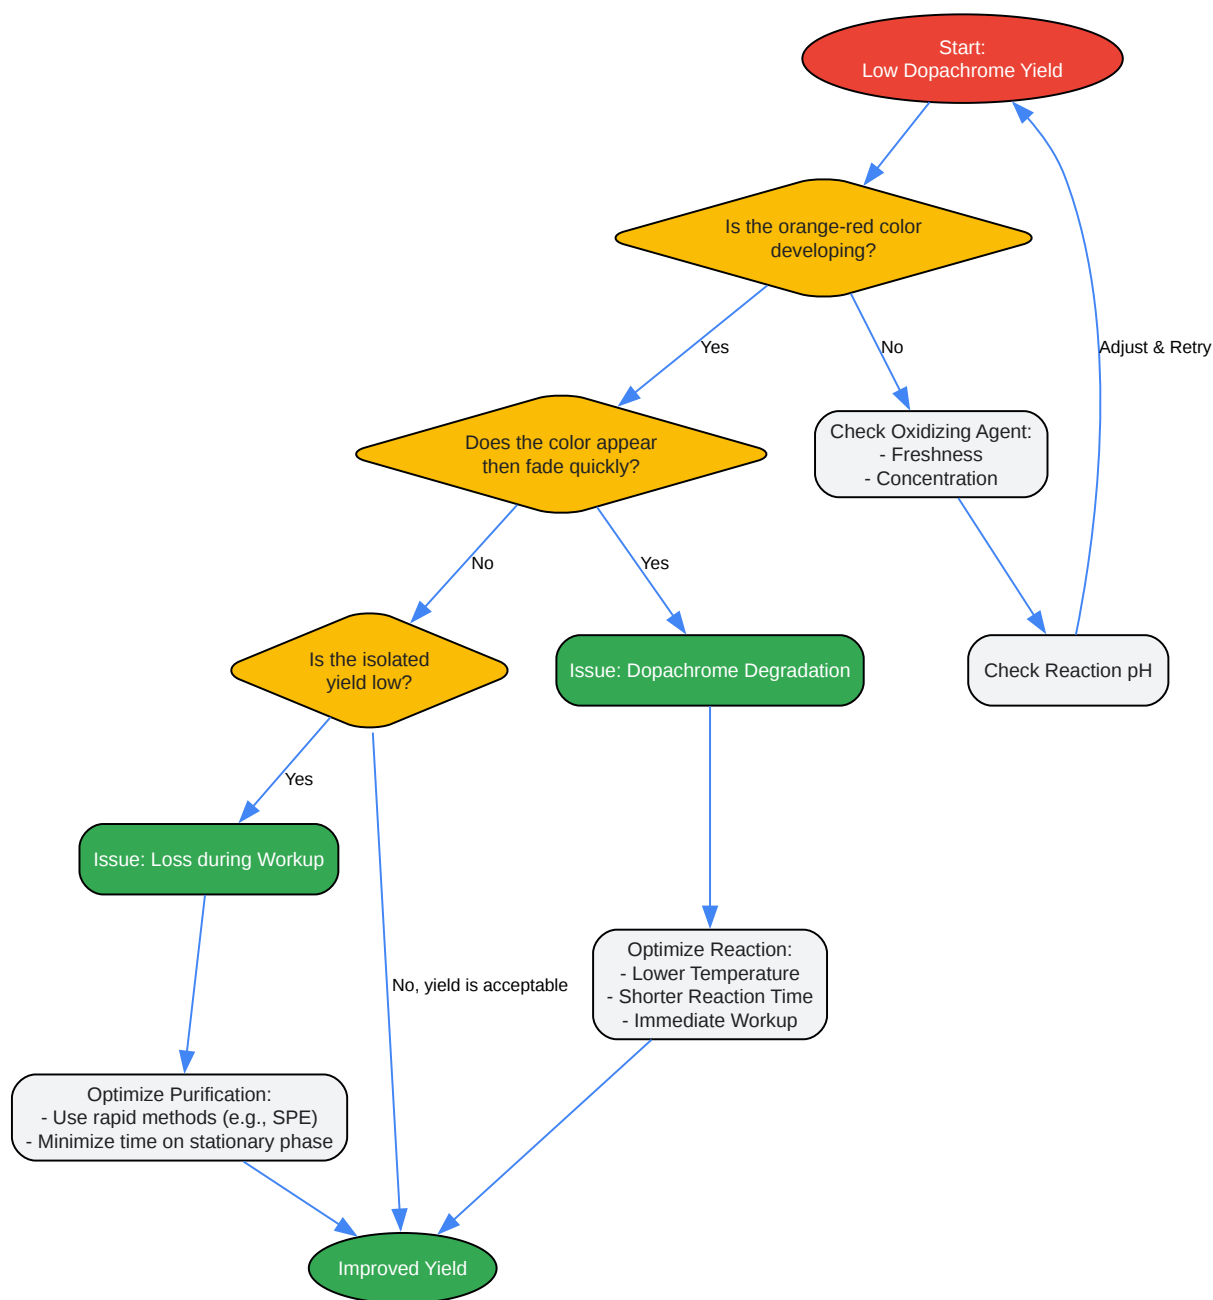 Start:
Low Dopachrome Yield
Is the orange-red color
developing?
Yes
No
Adjust & Retry
Does the color appear
then fade quickly?
Check Oxidizing Agent:
- Freshness
- Concentration
No
Yes
Is the isolated
yield low?
Issue: Dopachrome Degradation
Check Reaction pH
Yes
Issue: Loss during Workup
No, yield is acceptable
Optimize Reaction:
- Lower Temperature
- Shorter Reaction Time
- Immediate Workup
Optimize Purification:
- Use rapid methods (e.g., SPE)
- Minimize time on stationary phase
Improved Yield